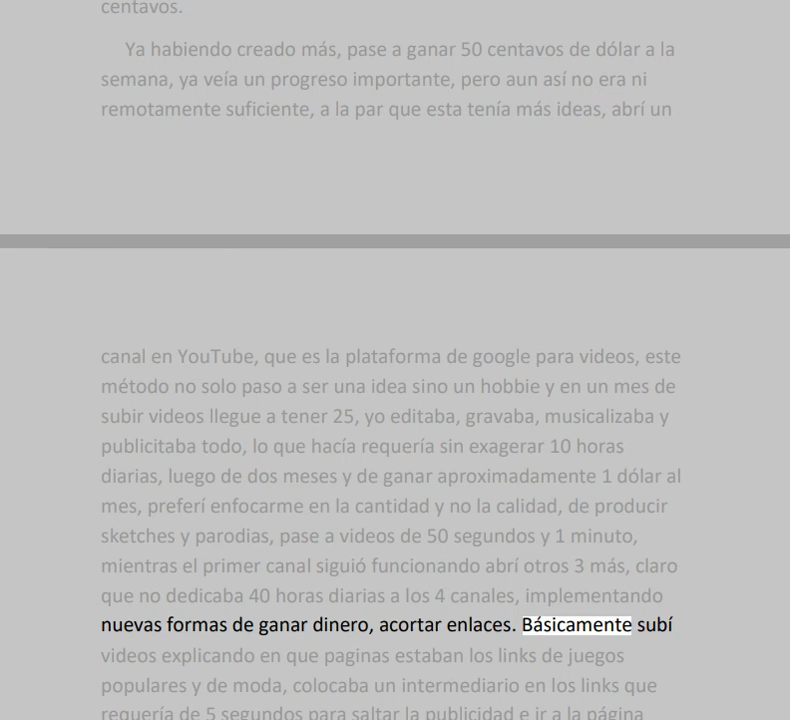 centavos.
Ya habiendo creado más, pase a ganar 50 centavos de dólar a la
semana, ya veía un progreso importante, pero aun así no era ni
remotamente suficiente, a la par que esta tenía más ideas, abrí un
canal en YouTube, que es la plataforma de google para videos, este
método no solo paso a ser una idea sino un hobbie y en un mes de
subir videos llegue a tener 25, yo editaba, gravaba, musicalizaba y
publicitaba todo, lo que hacía requería sin exagerar 10 horas
diarias, luego de dos meses y de ganar aproximadamente 1 dólar al
mes, preferí enfocarme en la cantidad y no la calidad, de producir
sketches y parodias, pase a videos de 50 segundos y 1 minuto,
mientras el primer canal siguió funcionando abrí otros 3 más, claro
que no dedicaba 40 horas diarias a los 4 canales, implementando
nuevas formas de ganar dinero, acortar enlaces. Básicamente subí
videos explicando en que paginas estaban los links de juegos
populares y de moda, colocaba un intermediario en los links que
requería de 5 segundos para saltar la publicidad e ir a la página